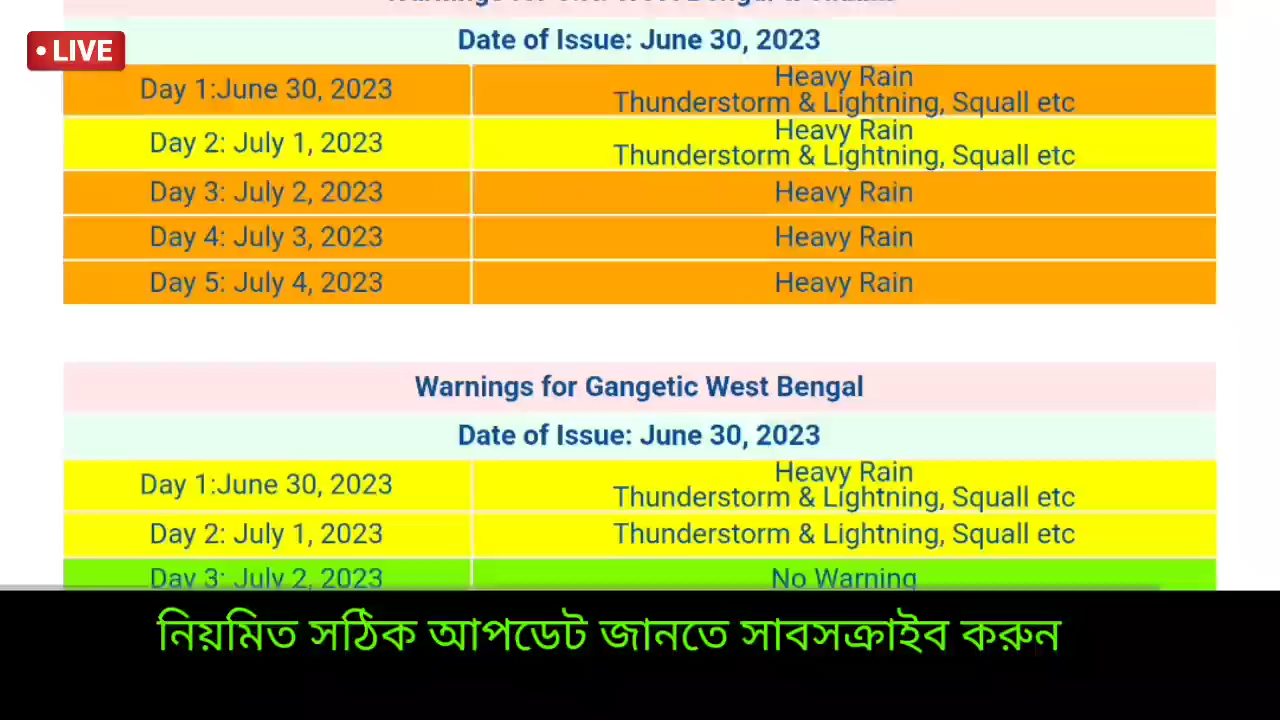 • LIVE
Date of Issue: June 30, 2023
Day 1:June 30, 2023
Heavy Rain
Thunderstorm & Lightning, Squall etc
Day 2: July 1, 2023
Heavy Rain
Thunderstorm & Lightning, Squall etc
Day 3: July 2, 2023
Heavy Rain
Day 4: July 3, 2023
Heavy Rain
Day 5: July 4, 2023
Heavy Rain
Warnings for Gangetic West Bengal
Date of Issue: June 30, 2023
Day 1:June 30, 2023
Heavy Rain
Thunderstorm & Lightning, Squall etc
Day 2: July 1, 2023
Thunderstorm & Lightning, Squall etc
Day 3: July 2, 2023
No Warning
নিয়মিত সঠিক আপডেট জানতে সাবসক্রাইব করুন